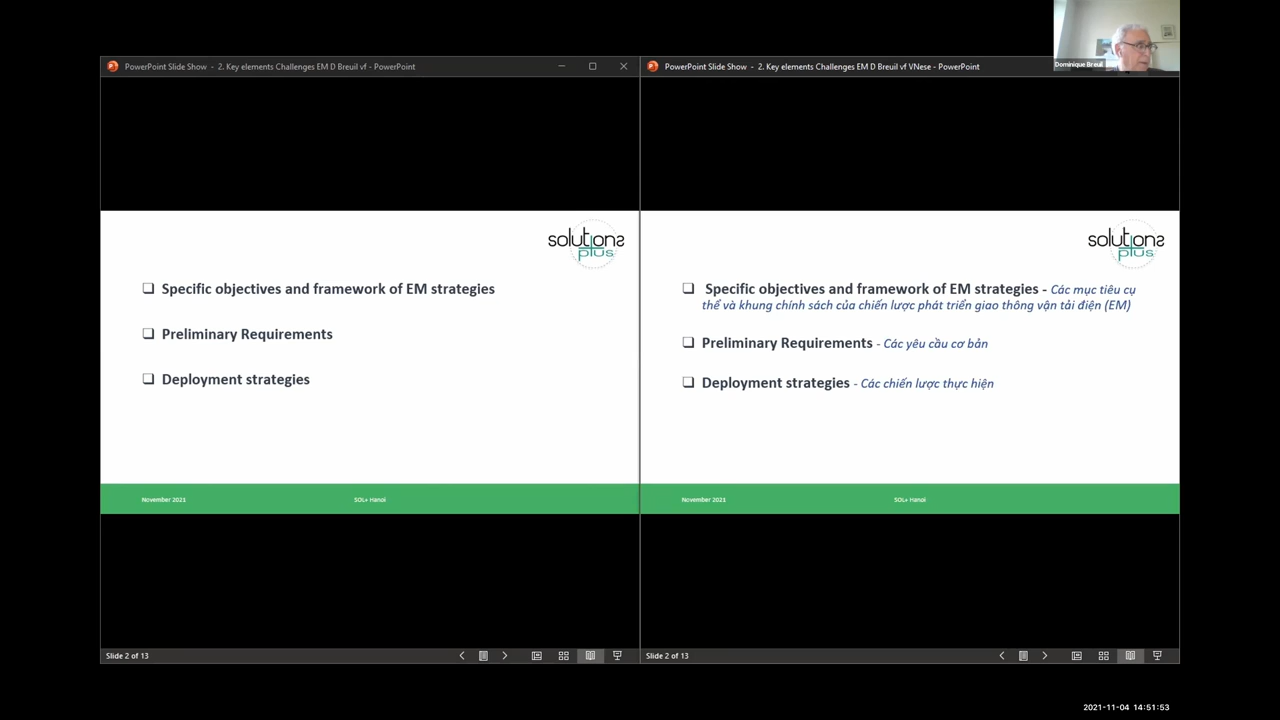 PowerPoint Slide Show - 2. Key elements Challenges EM D Breuil vf - PowerPoint
solutions
plus
Specific objectives and framework of EM strategies
Preliminary Requirements
Deployment strategies
November 2021
SOL+ Hanoi
Slide 2 of 13
PowerPoint Slide Show - 2. Key elements Challenges EM D Breuil vf VNese - PowerPoint
Dominique Breuil
solutions
plus
Specific objectives and framework of EM strategies - Các mục tiêu cụ
thể và khung chính sách của chiến lược phát triển giao thông vận tải điện (EM)
Preliminary Requirements - Các yêu cầu cơ bản
Deployment strategies - Các chiến lược thực hiện
November 2021
SOL+ Hanoi
Slide 2 of 13
2021-11-04 14:51:53